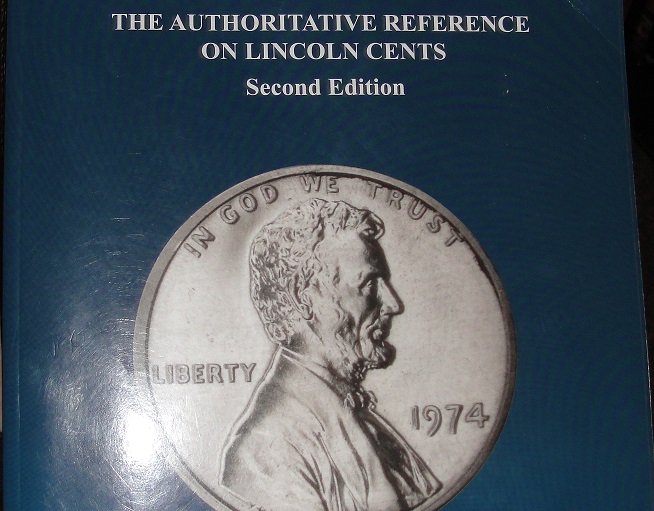 THE AUTHORITATIVE REFERENCE
ON LINCOLN CENTS
Second Edition
IN GOD WE TRUST
LIBERTY
1974